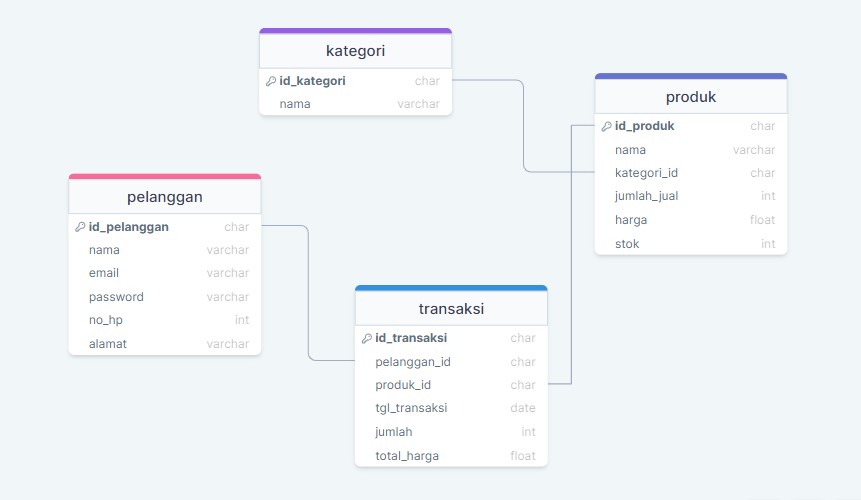 kategori
id_kategori char
nama varchar
produk
id_produk char
nama varchar
kategori_id char
jumlah_jual int
harga float
stok int
pelanggan
id_pelanggan char
nama varchar
email varchar
password varchar
no_hp int
alamat varchar
transaksi
id_transaksi char
pelanggan_id char
produk_id char
tgl_transaksi date
jumlah int
total_harga float